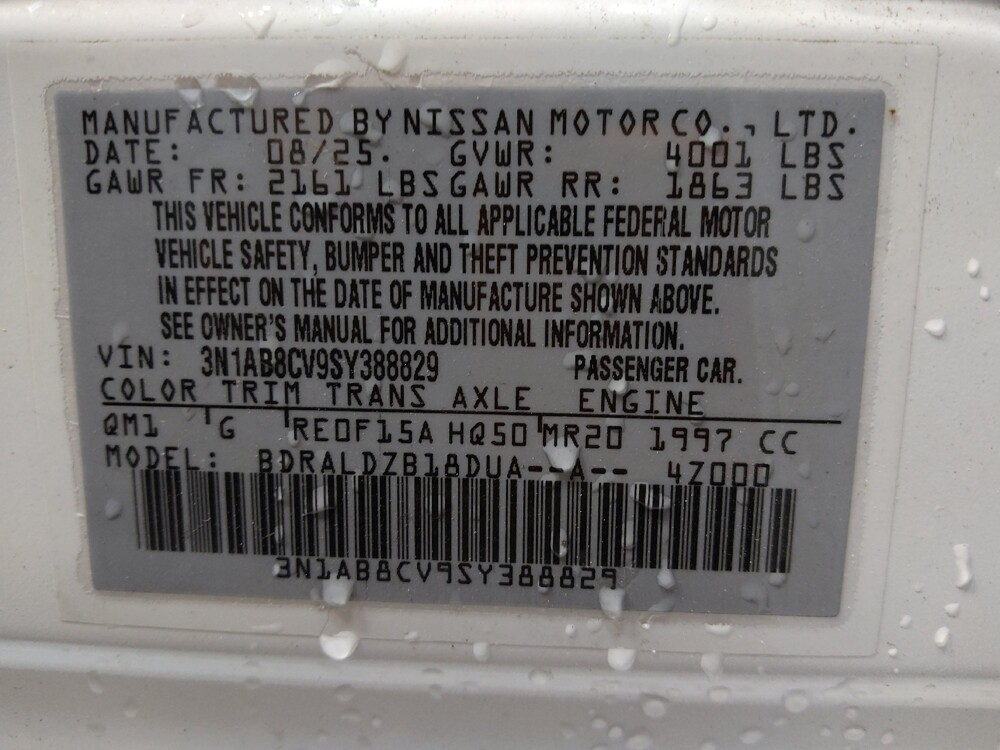 MANUFACTURED BY NISSAN MOTOR CO., LTD.
DATE: 08/25. GVWR: 4001 LBS
GAWR FR: 2161 LBS GAWR RR: 1863 LBS
THIS VEHICLE CONFORMS TO ALL APPLICABLE FEDERAL MOTOR
VEHICLE SAFETY, BUMPER AND THEFT PREVENTION STANDARDS
IN EFFECT ON THE DATE OF MANUFACTURE SHOWN ABOVE.
SEE OWNER'S MANUAL FOR ADDITIONAL INFORMATION.
VIN: 3N1AB8CV9SY388829 PASSENGER CAR.
COLOR TRIM TRANS AXLE ENGINE
QM1 G RE0F15A HQ50 MR20 1997 CC
MODEL: BDRALDZB18DUA--A-- 4Z000
3N1AB8CV9SY388829